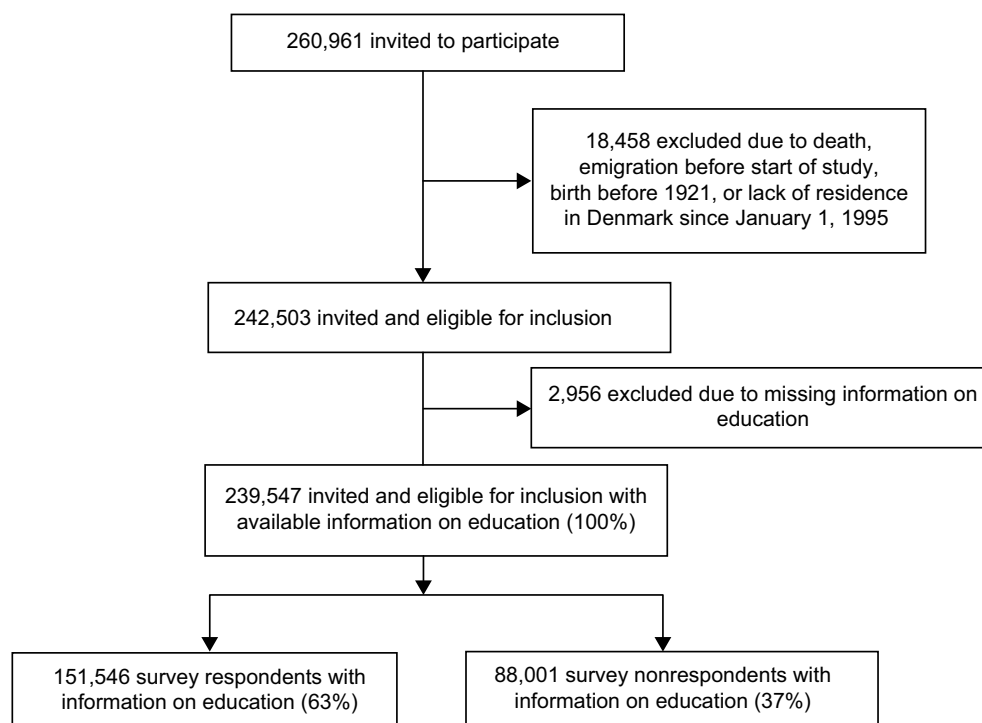 260,961 invited to participate
18,458 excluded due to death,
emigration before start of study,
birth before 1921, or lack of residence
in Denmark since January 1, 1995
242,503 invited and eligible for inclusion
2,956 excluded due to missing information on
education
239,547 invited and eligible for inclusion with
available information on education (100%)
151,546 survey respondents with
information on education (63%)
88,001 survey nonrespondents with
information on education (37%)